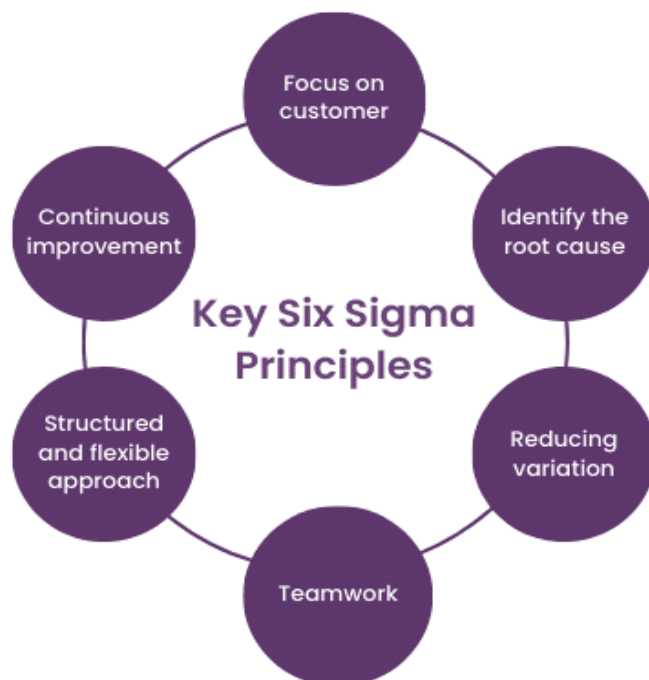 Focus on
customer
Identify the
root cause
Reducing
variation
Teamwork
Structured
and flexible
approach
Continuous
improvement
Key Six Sigma
Principles